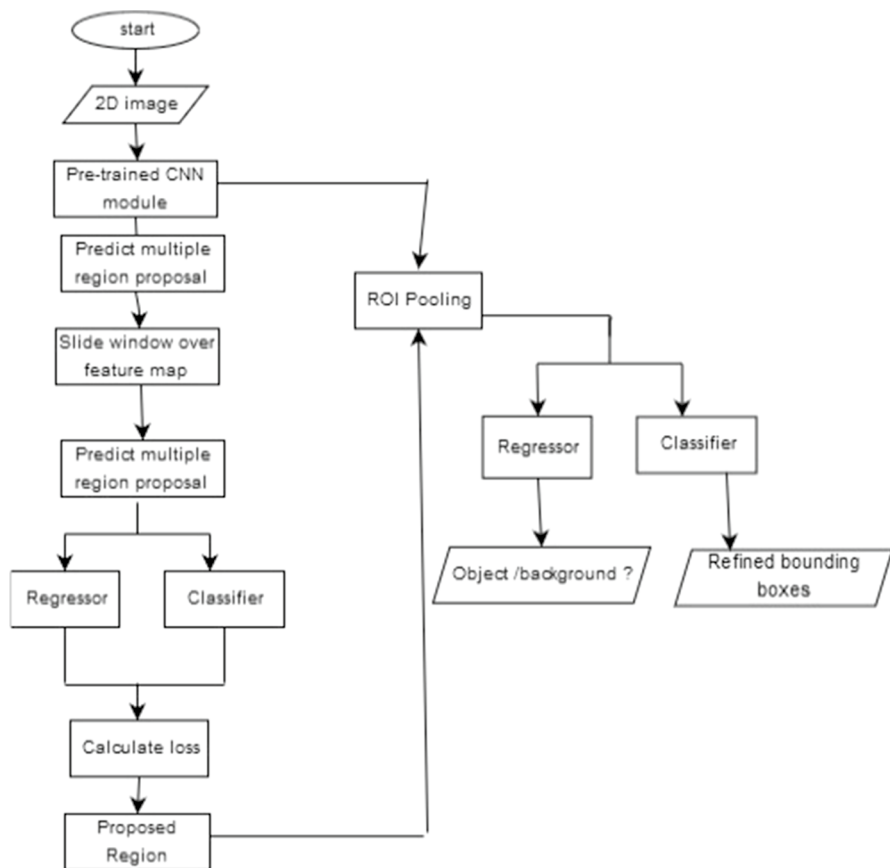 start
2D image
Pre-trained CNN
module
Predict multiple
region proposal
Slide window over
feature map
Predict multiple
region proposal
Regressor
Classifier
Calculate loss
Proposed
Region
ROI Pooling
Regressor
Classifier
Object /background ?
Refined bounding
boxes